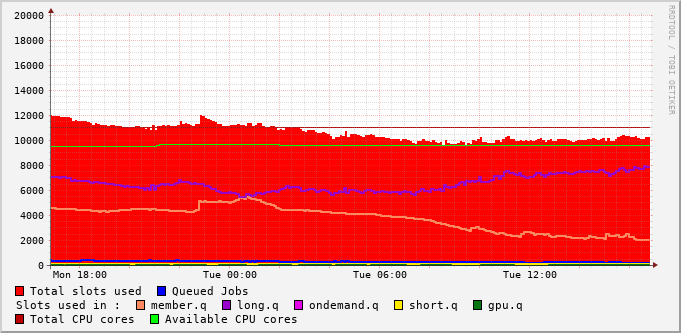 RRDTOOL / TOBI OETIKER
20000
18000
16000
14000
12000
10000
8000
6000
4000
2000
0
Mon 18:00 Tue 00:00 Tue 06:00 Tue 12:00
Total slots used Queued Jobs
Slots used in : member.q long.q ondemand.q short.q gpu.q
Total CPU cores Available CPU cores